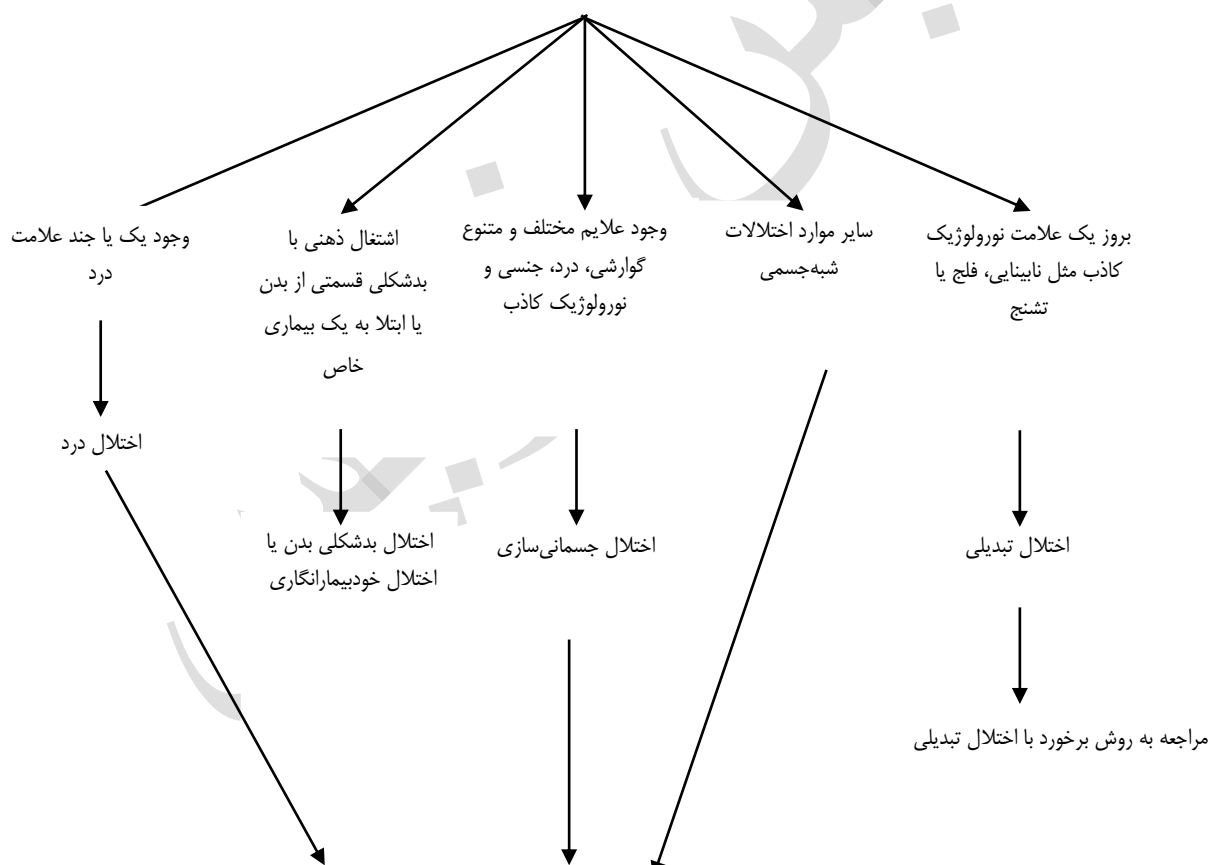 بروز یک علامت نورولوژیک
کاذب مثل نابینایی، فلج یا
تشنج
سایر موارد اختلالات
شبه‌جسمی
وجود علایم مختلف و متنوع
گوارشی، درد، جنسی و
نورولوژیک کاذب
اشتغال ذهنی با
بدشکلی قسمتی از بدن
یا ابتلا به یک بیماری
خاص
وجود یک یا جند علامت
درد
اختلال درد
اختلال تبدیلی
اختلال جسمانی‌سازی
اختلال بدشکلی بدن یا
اختلال خودبیمارانگاری
مراجعه به روش برخورد با اختلال تبدیلی